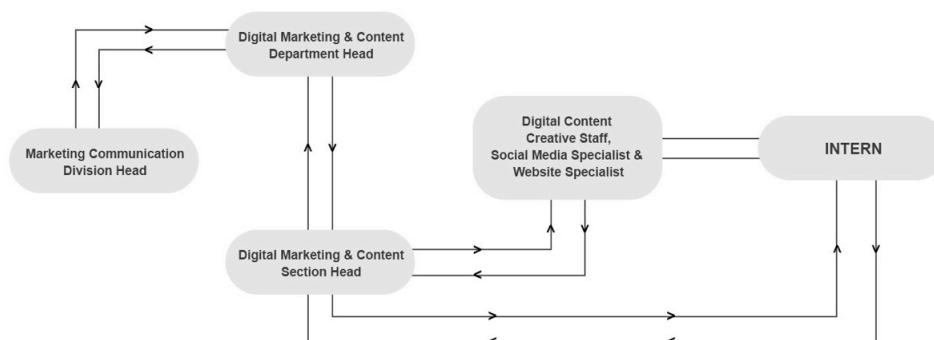 Digital Marketing & Content
Department Head
Marketing Communication
Division Head
Digital Content
Creative Staff,
Social Media Specialist &
Website Specialist
INTERN
Digital Marketing & Content
Section Head